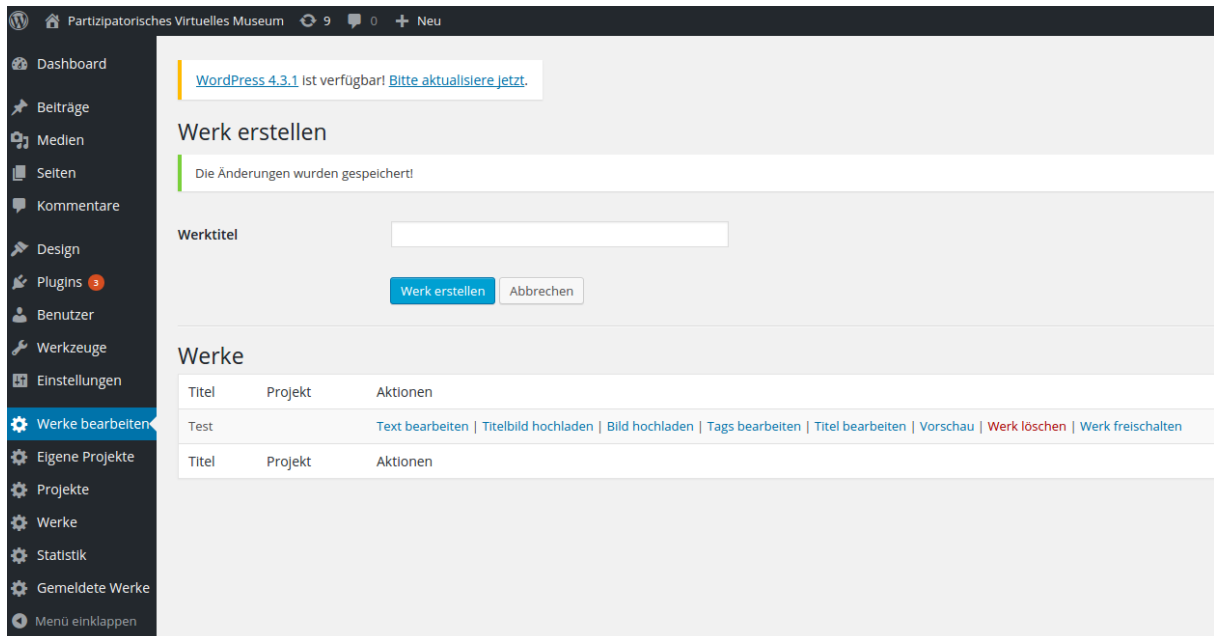 Partizipatorisches Virtuelles Museum 9 0 Neu
Dashboard
Beiträge
Medien
Seiten
Kommentare
Design
Plugins 3
Benutzer
Werkzeuge
Einstellungen
Werke bearbeiten
Eigene Projekte
Projekte
Werke
Statistik
Gemeldete Werke
Menü einklappen
WordPress 4.3.1 ist verfügbar! Bitte aktualisiere jetzt.
Werk erstellen
Die Änderungen wurden gespeichert!
Werktitel
Werk erstellen Abbrechen
Werke
Titel Projekt Aktionen
Test Text bearbeiten | Titelbild hochladen | Bild hochladen | Tags bearbeiten | Titel bearbeiten | Vorschau | Werk löschen | Werk freischalten
Titel Projekt Aktionen